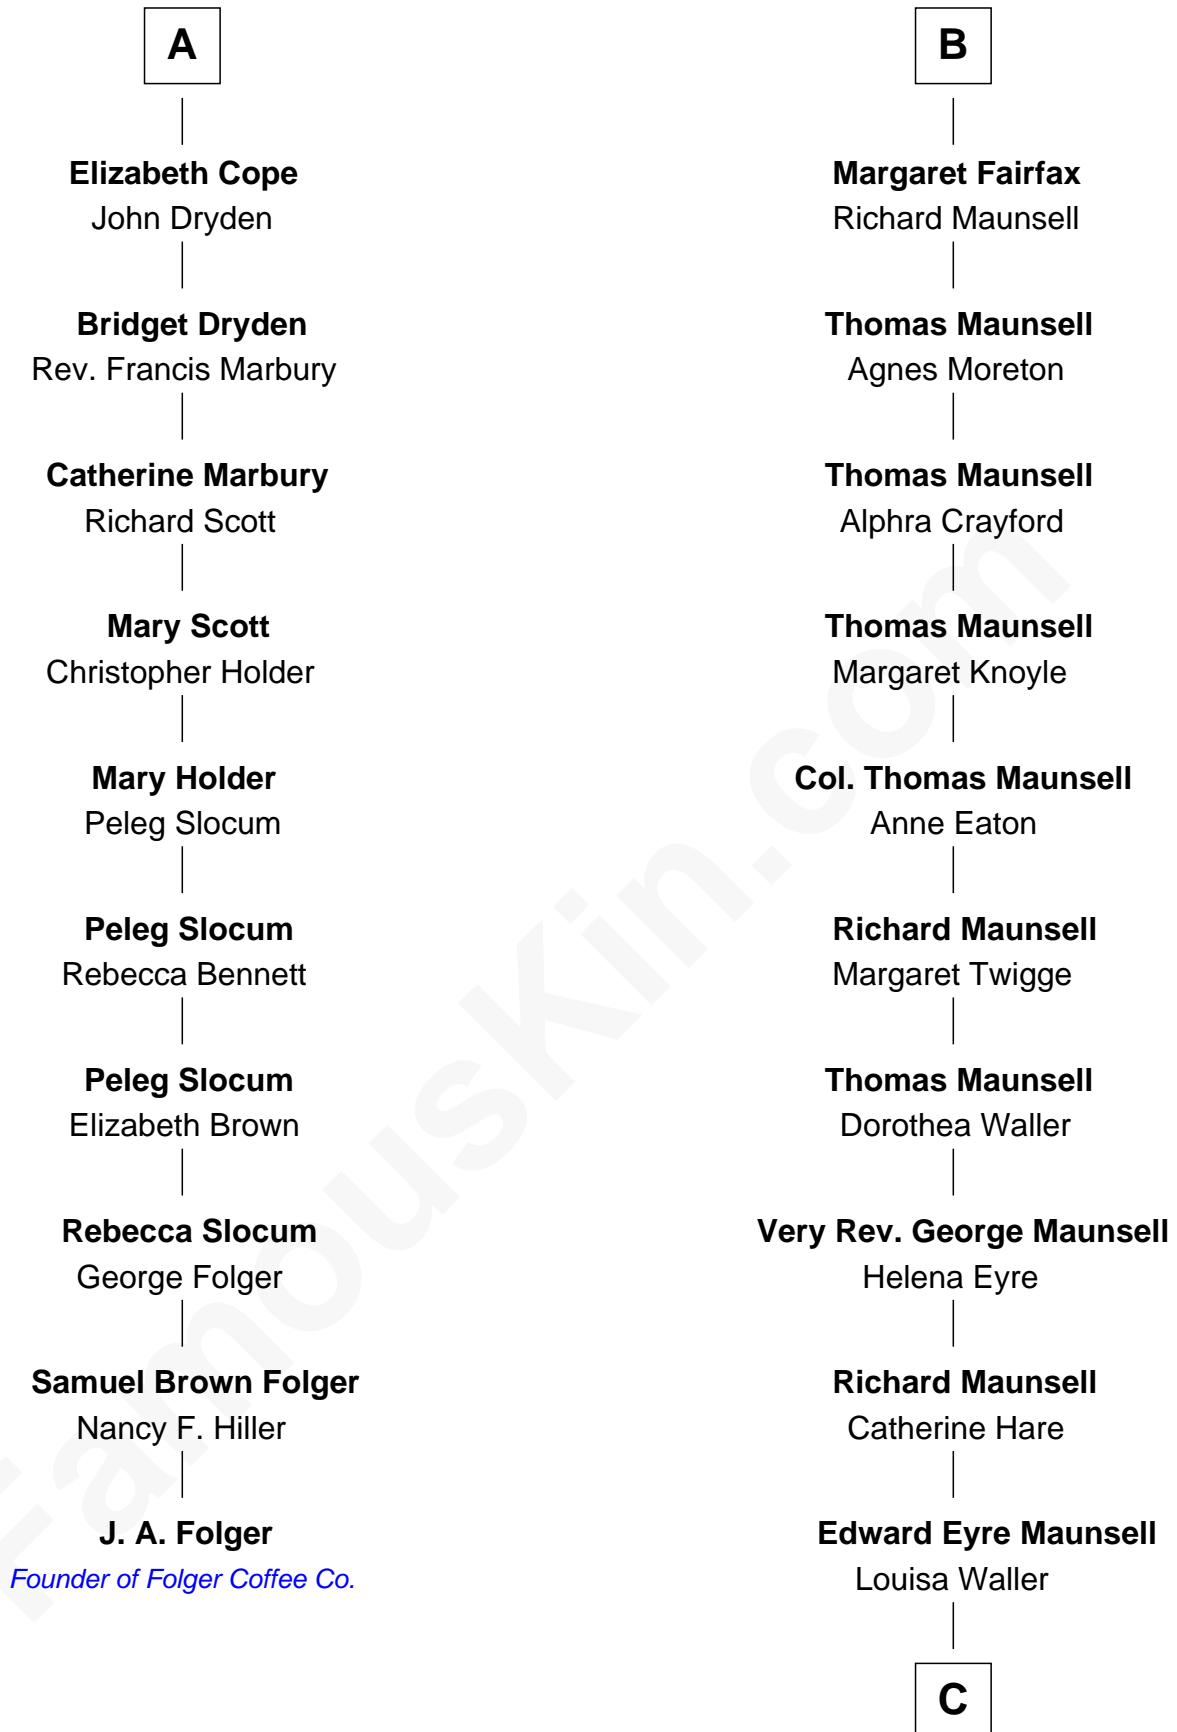 A
Elizabeth Cope
John Dryden
Bridget Dryden
Rev. Francis Marbury
Catherine Marbury
Richard Scott
Mary Scott
Christopher Holder
Mary Holder
Peleg Slocum
Peleg Slocum
Rebecca Bennett
Peleg Slocum
Elizabeth Brown
Rebecca Slocum
George Folger
Samuel Brown Folger
Nancy F. Hiller
J. A. Folger
Founder of Folger Coffee Co.
B
Margaret Fairfax
Richard Maunsell
Thomas Maunsell
Agnes Moreton
Thomas Maunsell
Alphra Crayford
Thomas Maunsell
Margaret Knoyle
Col. Thomas Maunsell
Anne Eaton
Richard Maunsell
Margaret Twigge
Thomas Maunsell
Dorothea Waller
Very Rev. George Maunsell
Helena Eyre
Richard Maunsell
Catherine Hare
Edward Eyre Maunsell
Louisa Waller
C
FamousKin.com